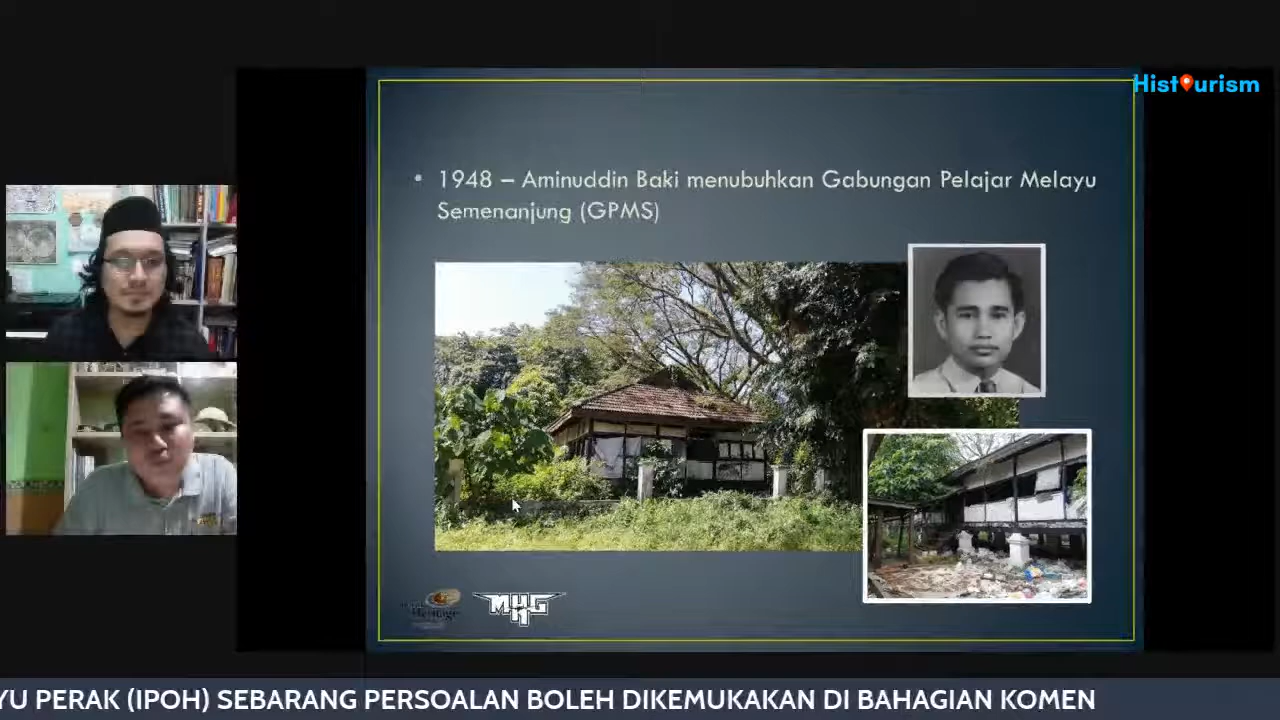 Histourism
• 1948 – Aminuddin Baki menubuhkan Gabungan Pelajar Melayu
Semenanjung (GPMS)
Heritage
MHG
YU PERAK (IPOH) SEBARANG PERSOALAN BOLEH DIKEMUKAKAN DI BAHAGIAN KOMEN